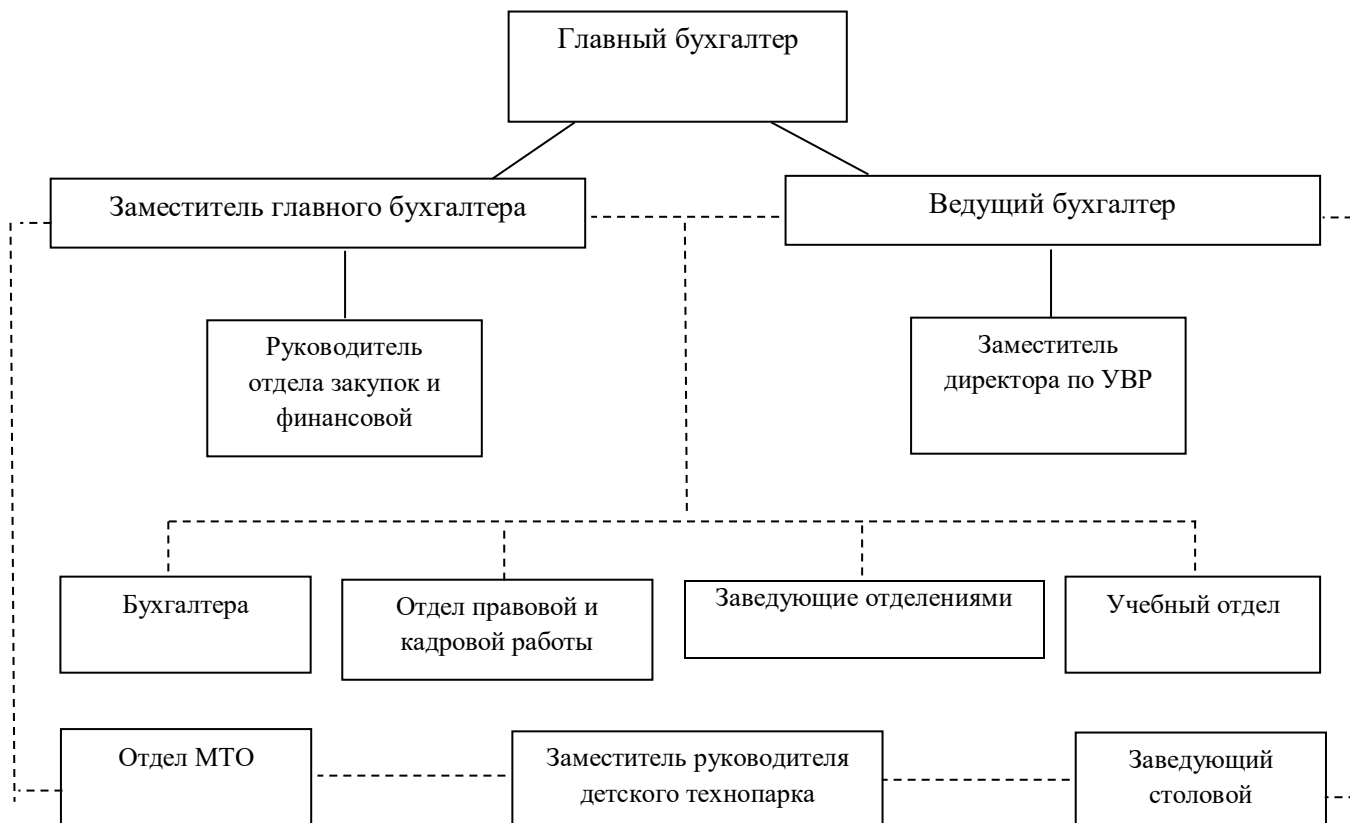 Главный бухгалтер
Заместитель главного бухгалтера
Ведущий бухгалтер
Руководитель
отдела закупок и
финансовой
Заместитель
директора по УВР
Бухгалтера
Отдел правовой и
кадровой работы
Заведующие отделениями
Учебный отдел
Отдел МТО
Заместитель руководителя
детского технопарка
Заведующий
столовой